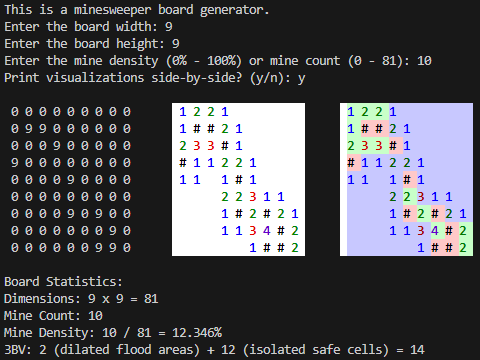 This is a minesweeper board generator.
Enter the board width: 9
Enter the board height: 9
Enter the mine density (0% - 100%) or mine count (0 - 81): 10
Print visualizations side-by-side? (y/n): y
0 0 0 0 0 0 0 0 0 1 2 2 1 1 2 2 1
0 9 9 0 0 0 0 0 0 1 # # 2 1 1 # # 2 1
0 0 0 9 0 0 0 0 0 2 3 3 # 1 2 3 3 # 1
9 0 0 0 0 0 0 0 0 # 1 1 2 2 1 # 1 1 2 2 1
0 0 0 0 9 0 0 0 0 1 1 1 # 1 1 1 1 # 1
0 0 0 0 0 0 0 0 0 2 2 3 1 1 2 2 3 1 1
0 0 0 0 9 0 9 0 0 1 # 2 # 2 1 1 # 2 # 2 1
0 0 0 0 0 0 0 9 0 1 1 3 4 # 2 1 1 3 4 # 2
0 0 0 0 0 0 9 9 0 1 # # 2 1 # # 2
Board Statistics:
Dimensions: 9 x 9 = 81
Mine Count: 10
Mine Density: 10 / 81 = 12.346%
3BV: 2 (dilated flood areas) + 12 (isolated safe cells) = 14